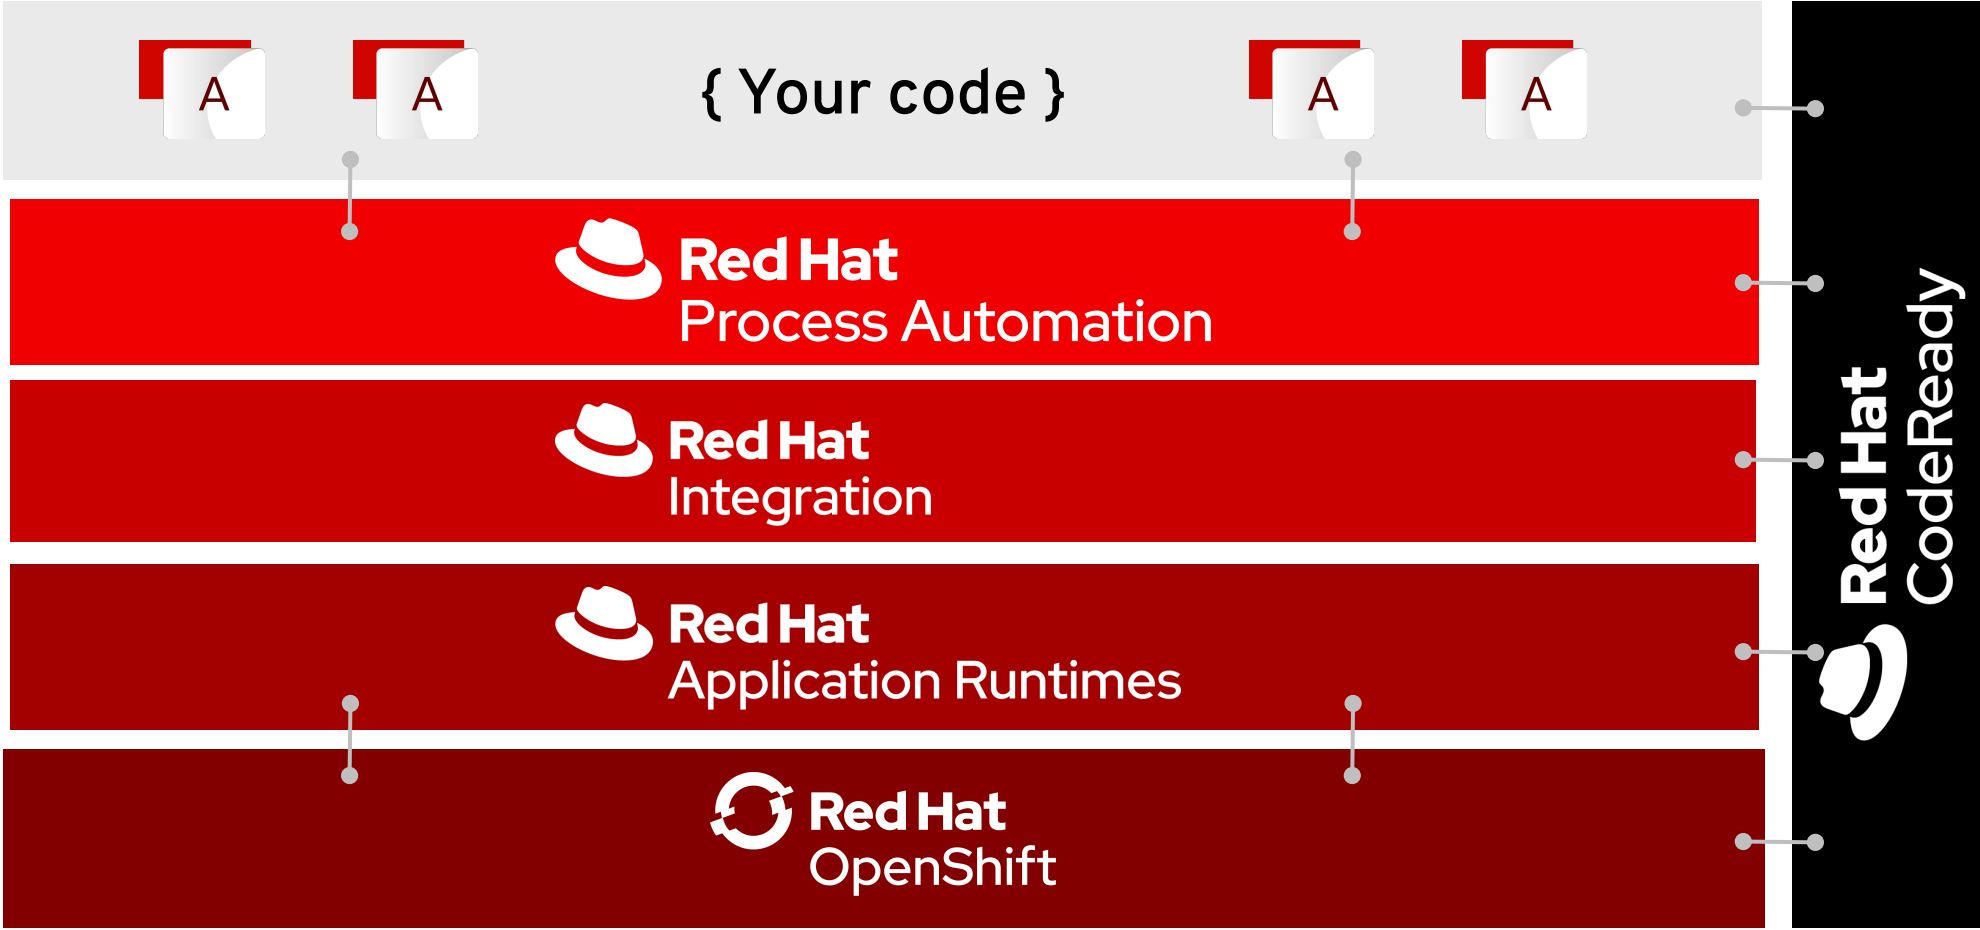 A A { Your code } A A
Red Hat
Process Automation
Red Hat
Integration
Red Hat
Application Runtimes
Red Hat
OpenShift
Red Hat
CodeReady